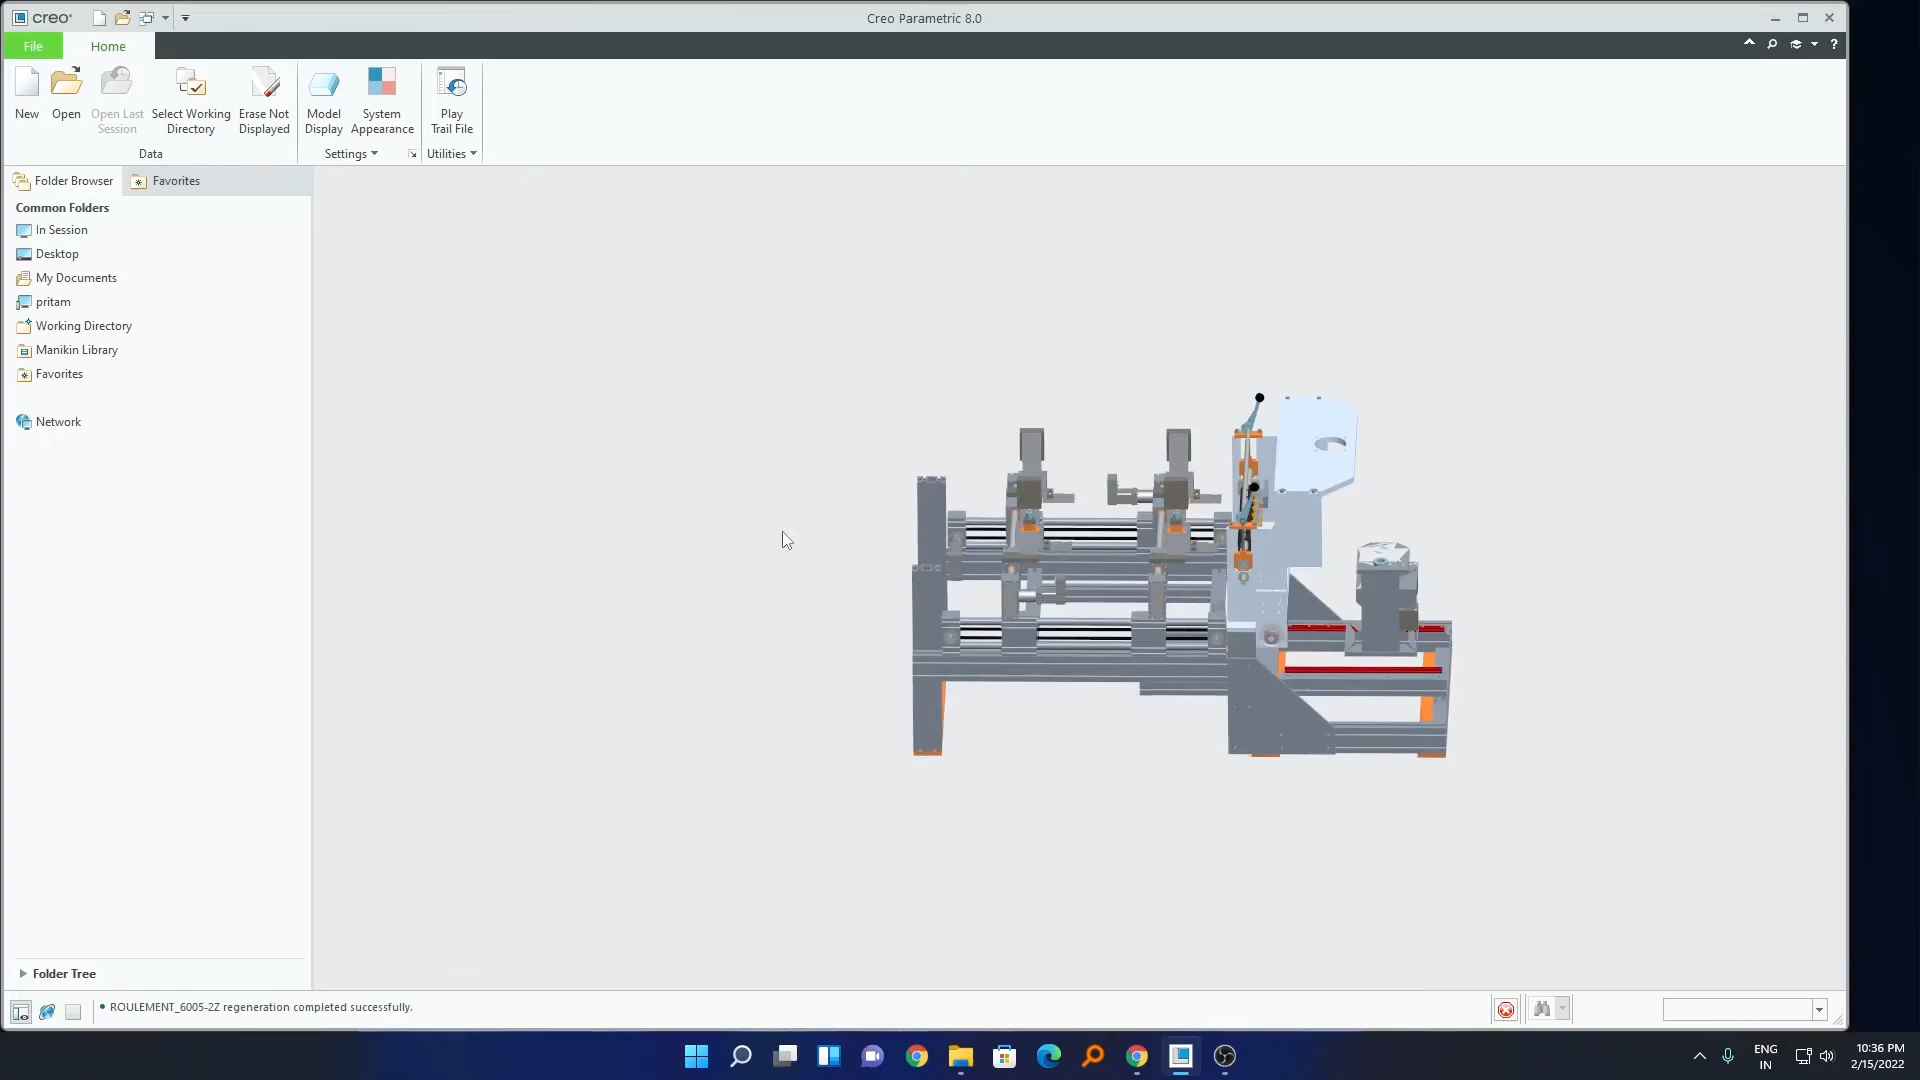 creo
Creo Parametric 8.0
File
Home
New
Open
Open Last
Session
Select Working
Directory
Erase Not
Displayed
Model
Display
System
Appearance
Play
Trail File
Data
Settings
Utilities
Folder Browser
Favorites
Common Folders
In Session
Desktop
My Documents
pritam
Working Directory
Manikin Library
Favorites
Network
Folder Tree
• ROULEMENT_6005-2Z regeneration completed successfully.
ENG
IN
10:36 PM
2/15/2022